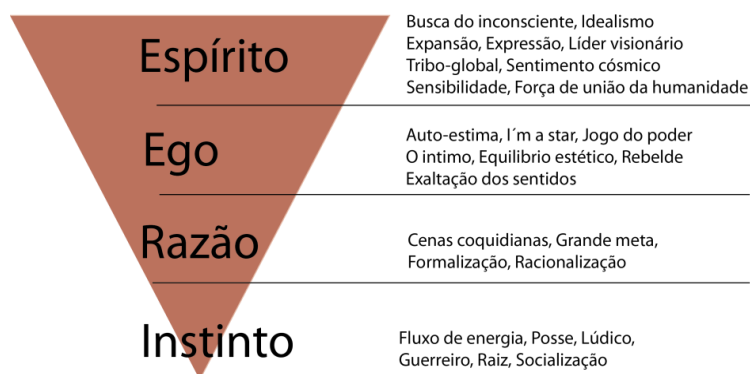 Espírito
Busca do inconsciente, Idealismo
Expansão, Expressão, Líder visionário
Tribo-global, Sentimento cósmico
Sensibilidade, Força de união da humanidade
Ego
Auto-estima, I´m a star, Jogo do poder
O intimo, Equilibrio estético, Rebelde
Exaltação dos sentidos
Razão
Cenas coquidianas, Grande meta,
Formalização, Racionalização
Instinto
Fluxo de energia, Posse, Lúdico,
Guerreiro, Raiz, Socialização